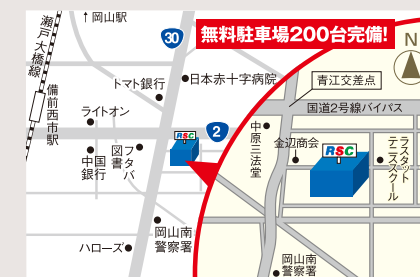 ↑岡山駅
瀬戸大橋線
30
無料駐車場200台完備!
N
トマト銀行
日本赤十字病院
青江交差点
国道2号線バイパス
備前西市駅
ライトオン
RSC
2
中原三法堂
金辺商会
RSC
ラスタット
テニススクール
中国
銀行
フタバ
図書
岡山南
警察署
ハローズ
岡山南
警察署